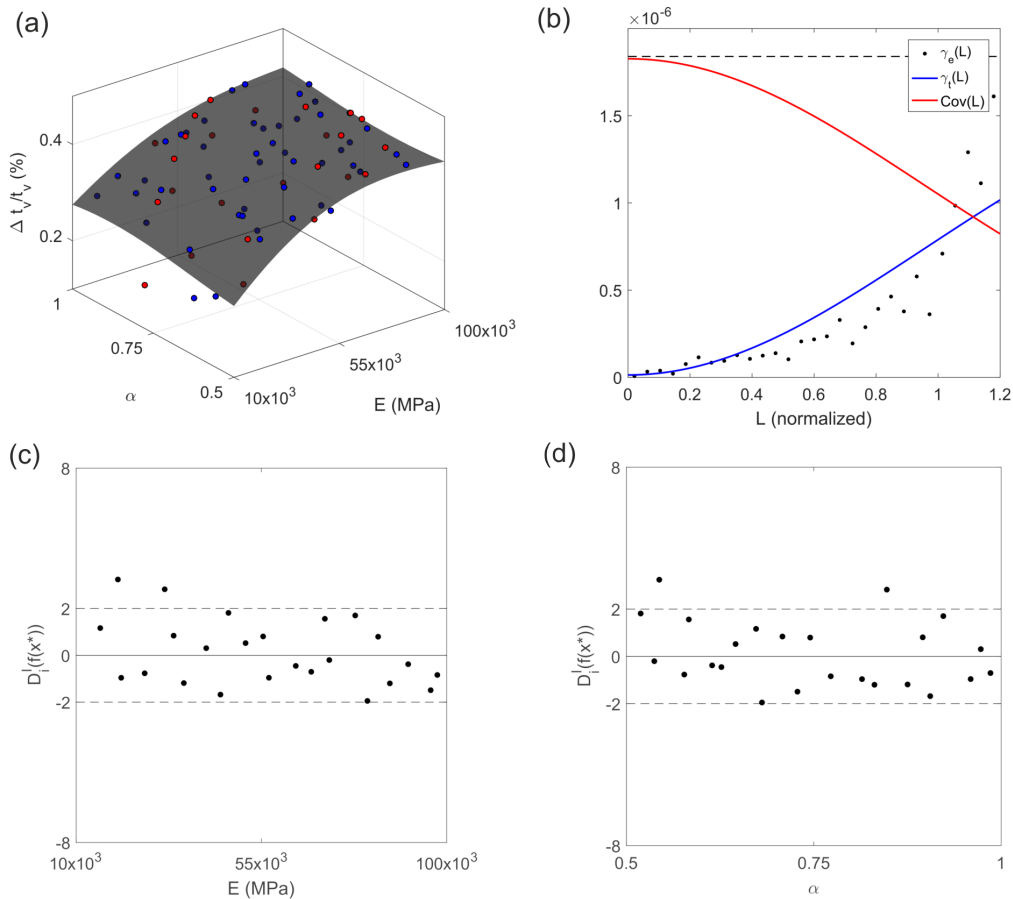 (a)
0.4
0.2
Δ t_v/t_v (%)
1
0.75
0.5
α
10x10³
55x10³
100x10³
E (MPa)
(b)
×10⁻⁶
1.5
1
0.5
0
0
0.2
0.4
0.6
0.8
1
1.2
L (normalized)
γ_e(L)
γ_t(L)
Cov(L)
(c)
8
2
0
-2
-8
D_i^I(f(x*))
10x10³
55x10³
100x10³
E (MPa)
(d)
8
2
0
-2
-8
D_i^I(f(x*))
0.5
0.75
1
α